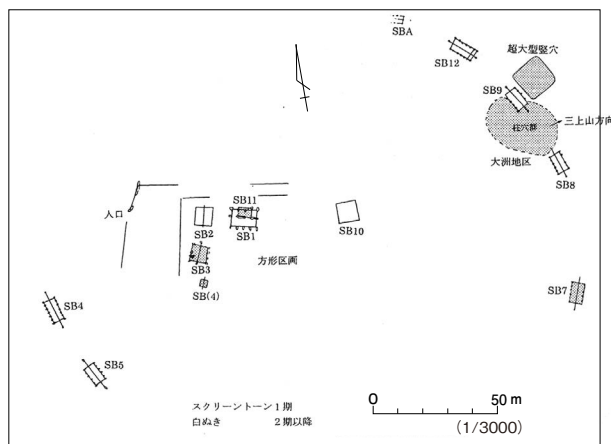 SBA
SB12
超大型竪穴
SB9
柱穴群
三上山方向
大洲地区
SB8
入口
SB11
SB2
SB1
SB10
SB3
方形区画
SB(4)
SB7
SB4
SB5
スクリーントーン1期
白ぬき 2期以降
0 50 m
(1/3000)